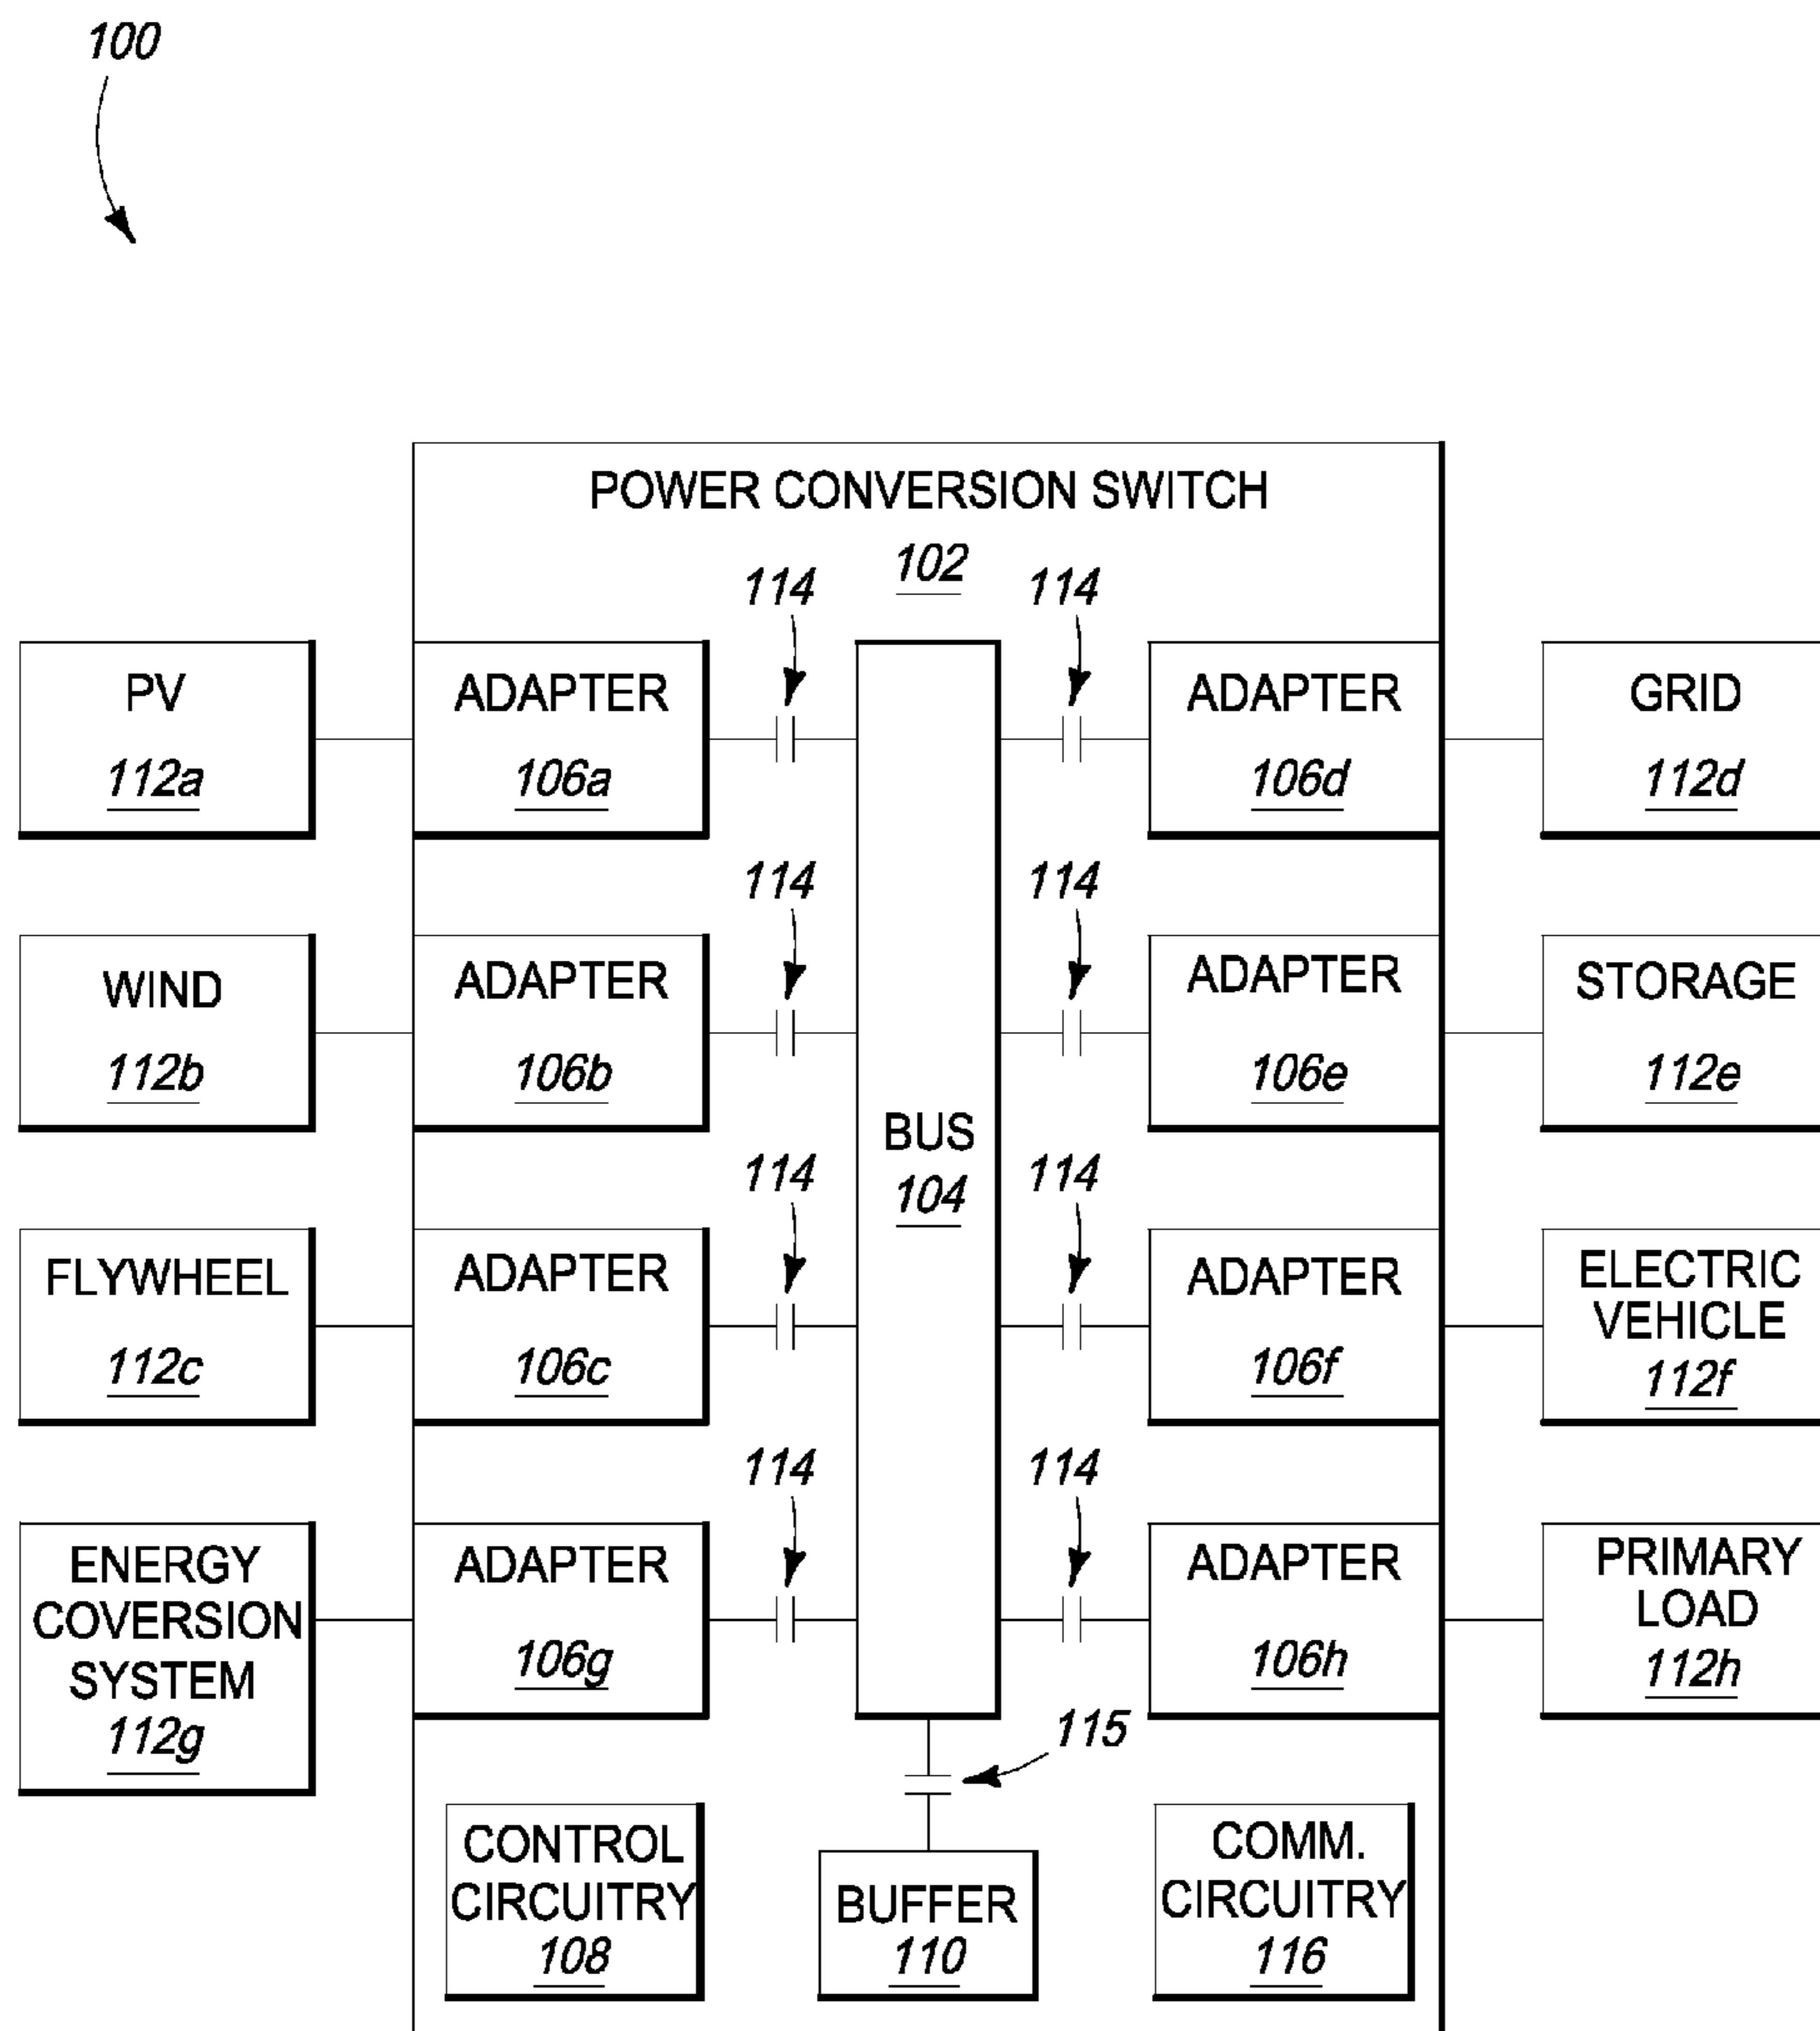 100
POWER CONVERSION SWITCH
102
114
114
PV
112a
ADAPTER
106a
ADAPTER
106d
GRID
112d
114
114
WIND
112b
ADAPTER
106b
ADAPTER
106e
STORAGE
112e
BUS
104
114
114
FLYWHEEL
112c
ADAPTER
106c
ADAPTER
106f
ELECTRIC
VEHICLE
112f
114
114
ENERGY
COVERSION
SYSTEM
112g
ADAPTER
106g
ADAPTER
106h
PRIMARY
LOAD
112h
115
CONTROL
CIRCUITRY
108
BUFFER
110
COMM.
CIRCUITRY
116